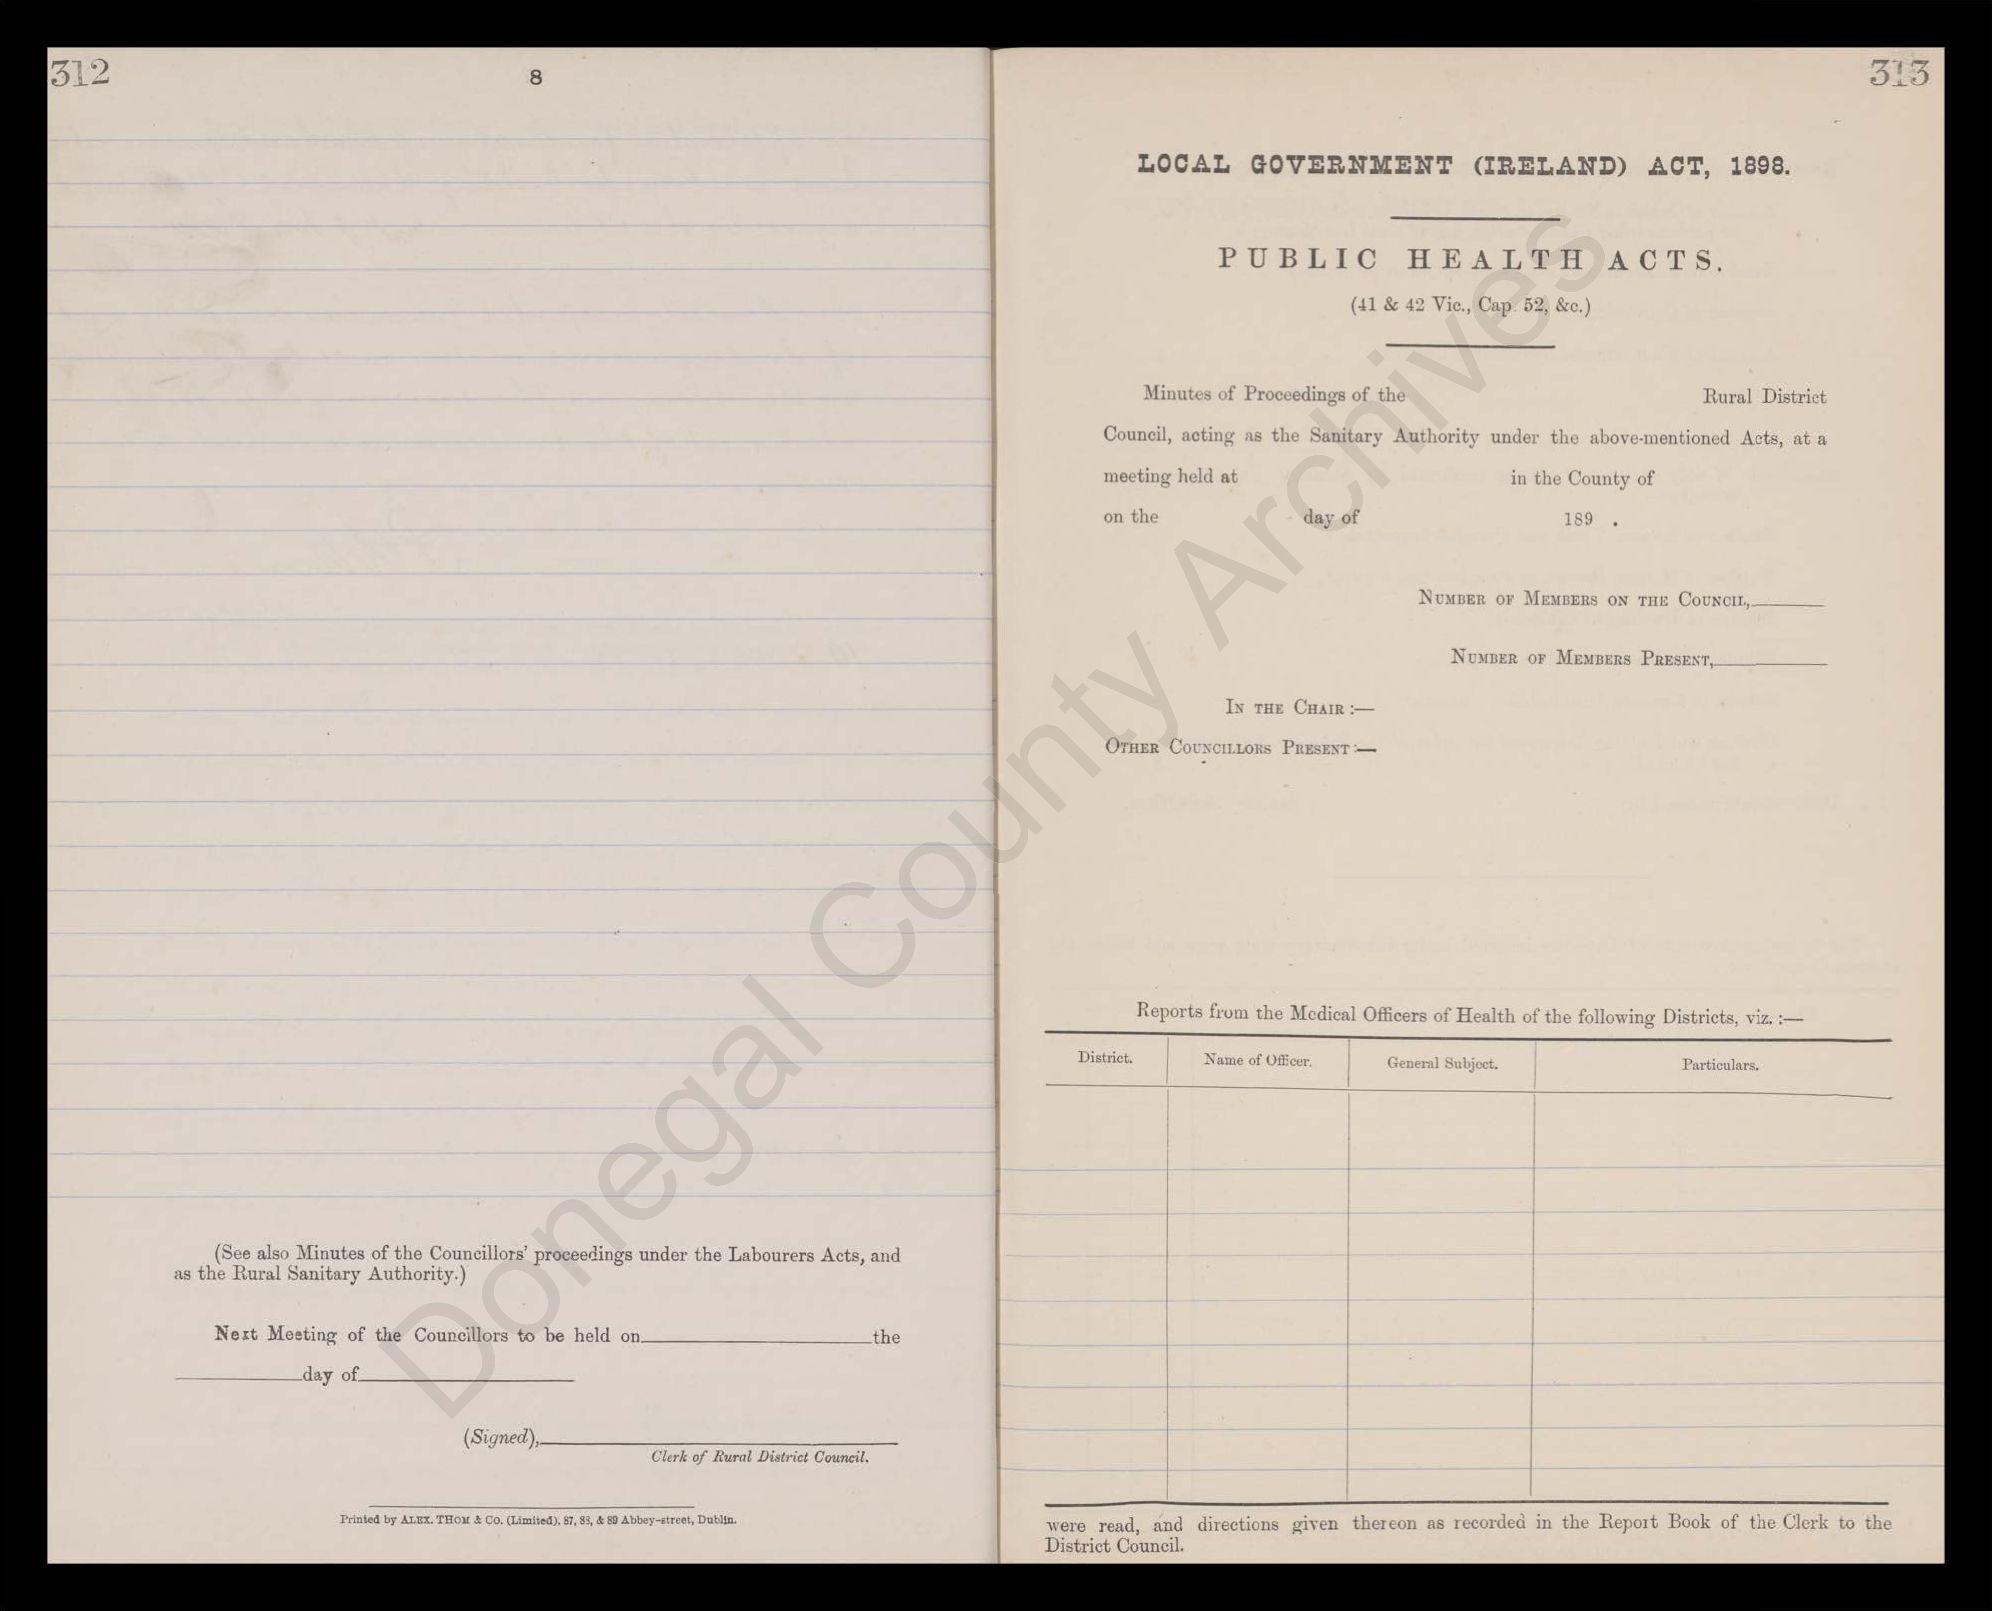 312
8
(See also Minutes of the Councillors' proceedings under the Labourers Acts, and
as the Rural Sanitary Authority.)
Next Meeting of the Councillors to be held on the
day of
(Signed),
Clerk of Rural District Council.
Printed by ALEX. THOM & CO. (Limited), 87, 88, & 89 Abbey-street, Dublin.
313
LOCAL GOVERNMENT (IRELAND) ACT, 1898.
PUBLIC HEALTH ACTS.
(41 & 42 Vic., Cap. 52, &c.)
Minutes of Proceedings of the Rural District
Council, acting as the Sanitary Authority under the above-mentioned Acts, at a
meeting held at in the County of
on the day of 189 .
NUMBER OF MEMBERS ON THE COUNCIL,
NUMBER OF MEMBERS PRESENT,
IN THE CHAIR :—
OTHER COUNCILLORS PRESENT :—
Reports from the Medical Officers of Health of the following Districts, viz. :—
District. Name of Officer. General Subject. Particulars.
were read, and directions given thereon as recorded in the Report Book of the Clerk to the
District Council.
Donegal County Archives